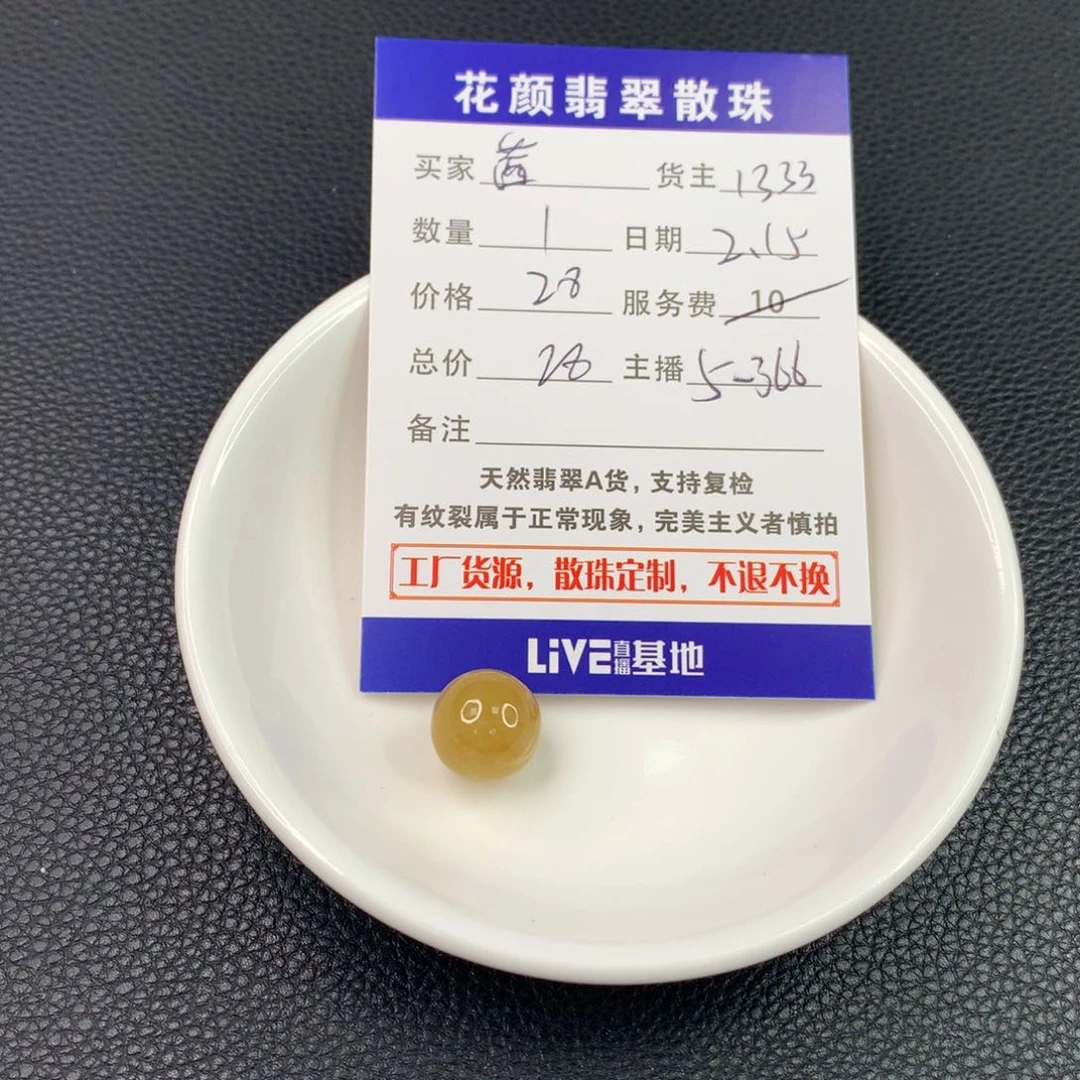 花颜翡翠散珠
买家 茜 货主 1333
数量 1 日期 2.15
价格 28 服务费 10
总价 28 主播 5-366
备注
天然翡翠A货，支持复检
有纹裂属于正常现象，完美主义者慎拍
工厂货源，散珠定制，不退不换
LiVE直播基地